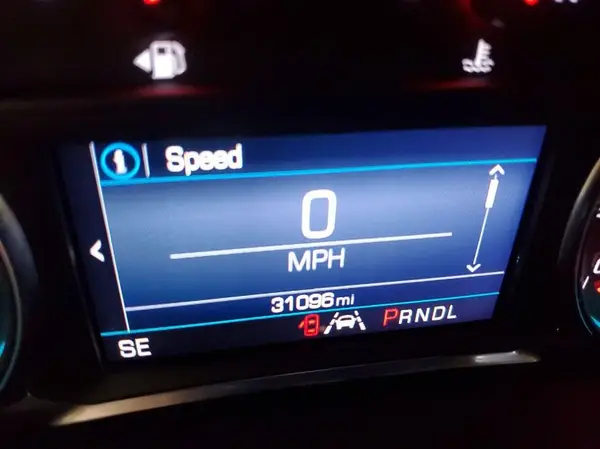 Speed
0
MPH
31096 mi
PRNDL
SE